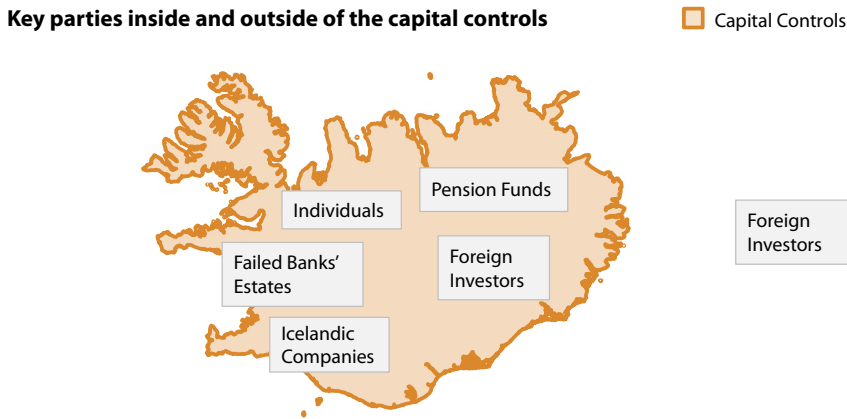 Key parties inside and outside of the capital controls
Capital Controls
Pension Funds
Individuals
Foreign
Investors
Failed Banks’
Estates
Foreign
Investors
Icelandic
Companies